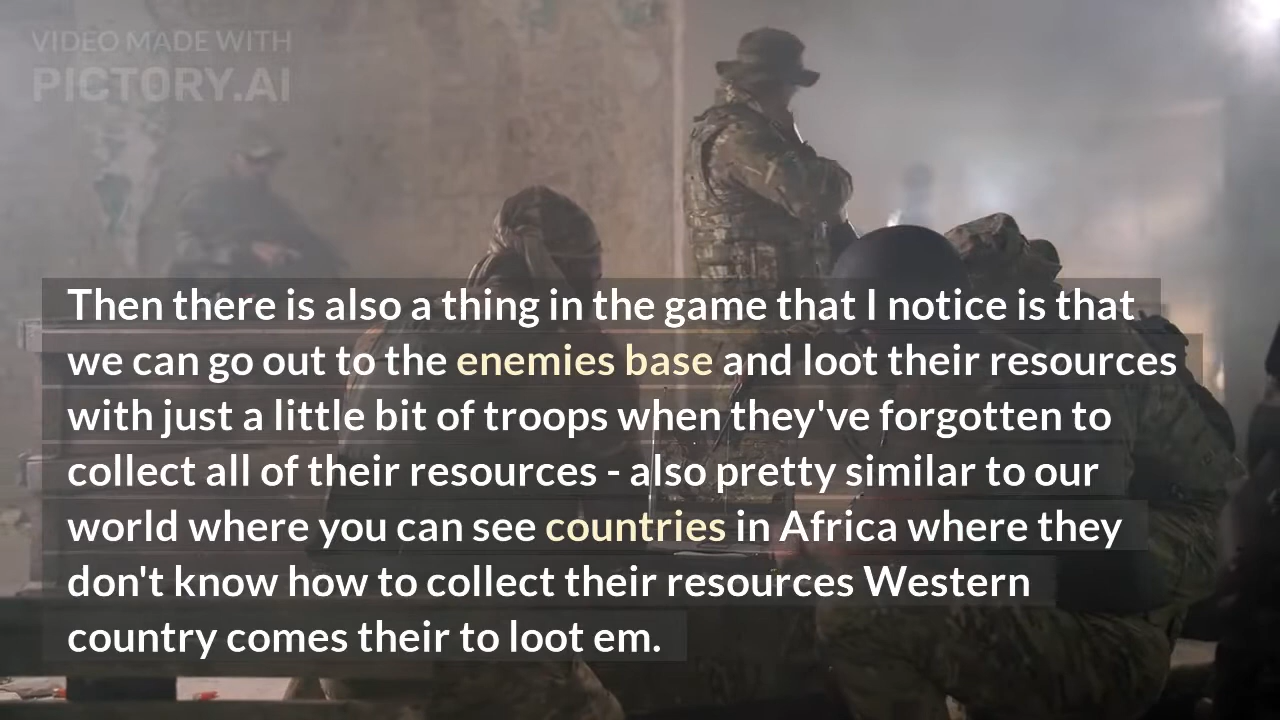 VIDEO MADE WITH
PICTORY.AI
Then there is also a thing in the game that I notice is that
we can go out to the enemies base and loot their resources
with just a little bit of troops when they've forgotten to
collect all of their resources - also pretty similar to our
world where you can see countries in Africa where they
don't know how to collect their resources Western
country comes their to loot em.